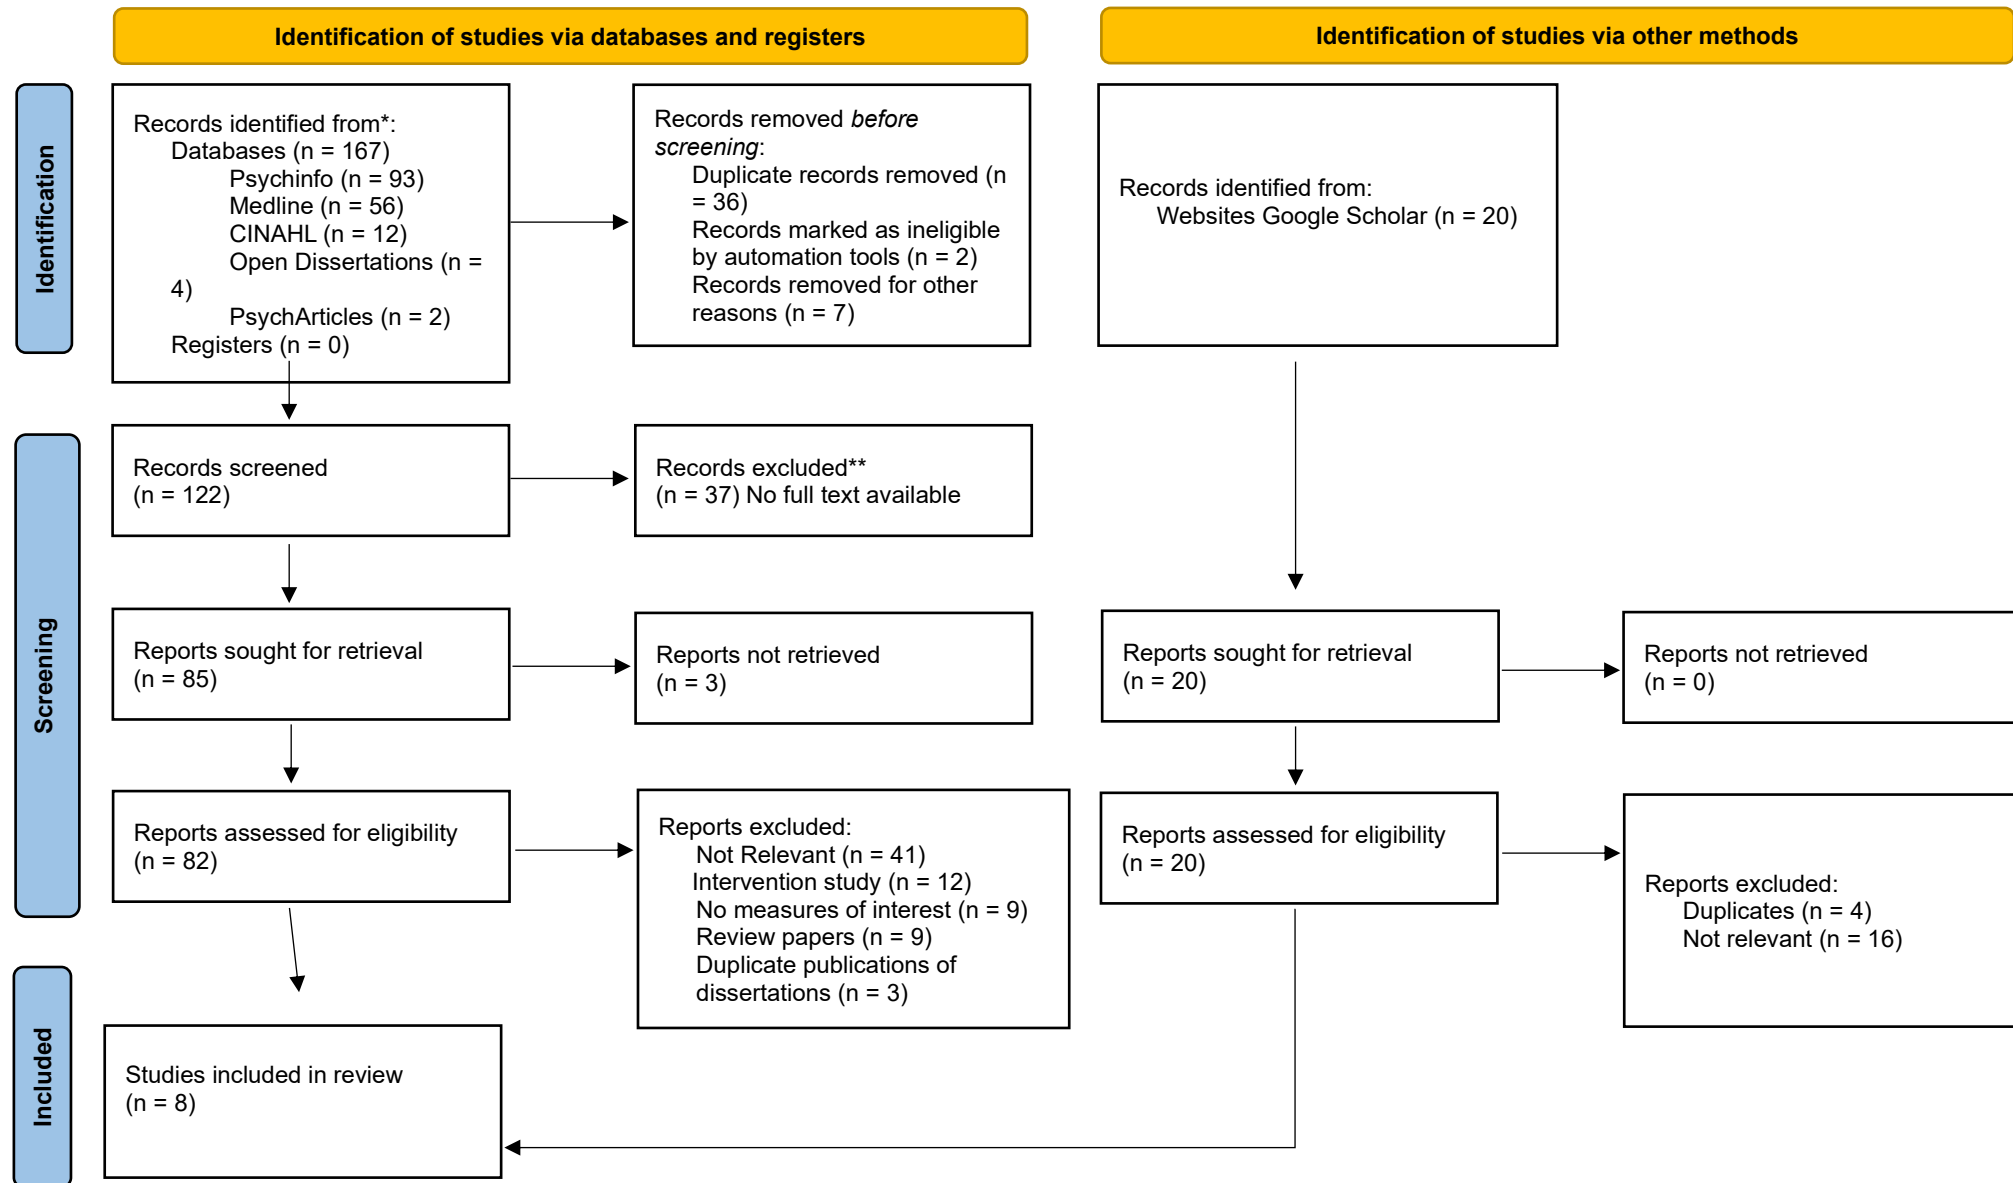 Identification of studies via databases and registers
Identification of studies via other methods
Identification
Records identified from*:
Databases (n = 167)
Psychinfo (n = 93)
Medline (n = 56)
CINAHL (n = 12)
Open Dissertations (n =
4)
PsychArticles (n = 2)
Registers (n = 0)
Records removed before
screening:
Duplicate records removed (n
= 36)
Records marked as ineligible
by automation tools (n = 2)
Records removed for other
reasons (n = 7)
Records identified from:
Websites Google Scholar (n = 20)
Screening
Records screened
(n = 122)
Records excluded**
(n = 37) No full text available
Reports sought for retrieval
(n = 85)
Reports not retrieved
(n = 3)
Reports sought for retrieval
(n = 20)
Reports not retrieved
(n = 0)
Reports assessed for eligibility
(n = 82)
Reports excluded:
Not Relevant (n = 41)
Intervention study (n = 12)
No measures of interest (n = 9)
Review papers (n = 9)
Duplicate publications of
dissertations (n = 3)
Reports assessed for eligibility
(n = 20)
Reports excluded:
Duplicates (n = 4)
Not relevant (n = 16)
Included
Studies included in review
(n = 8)